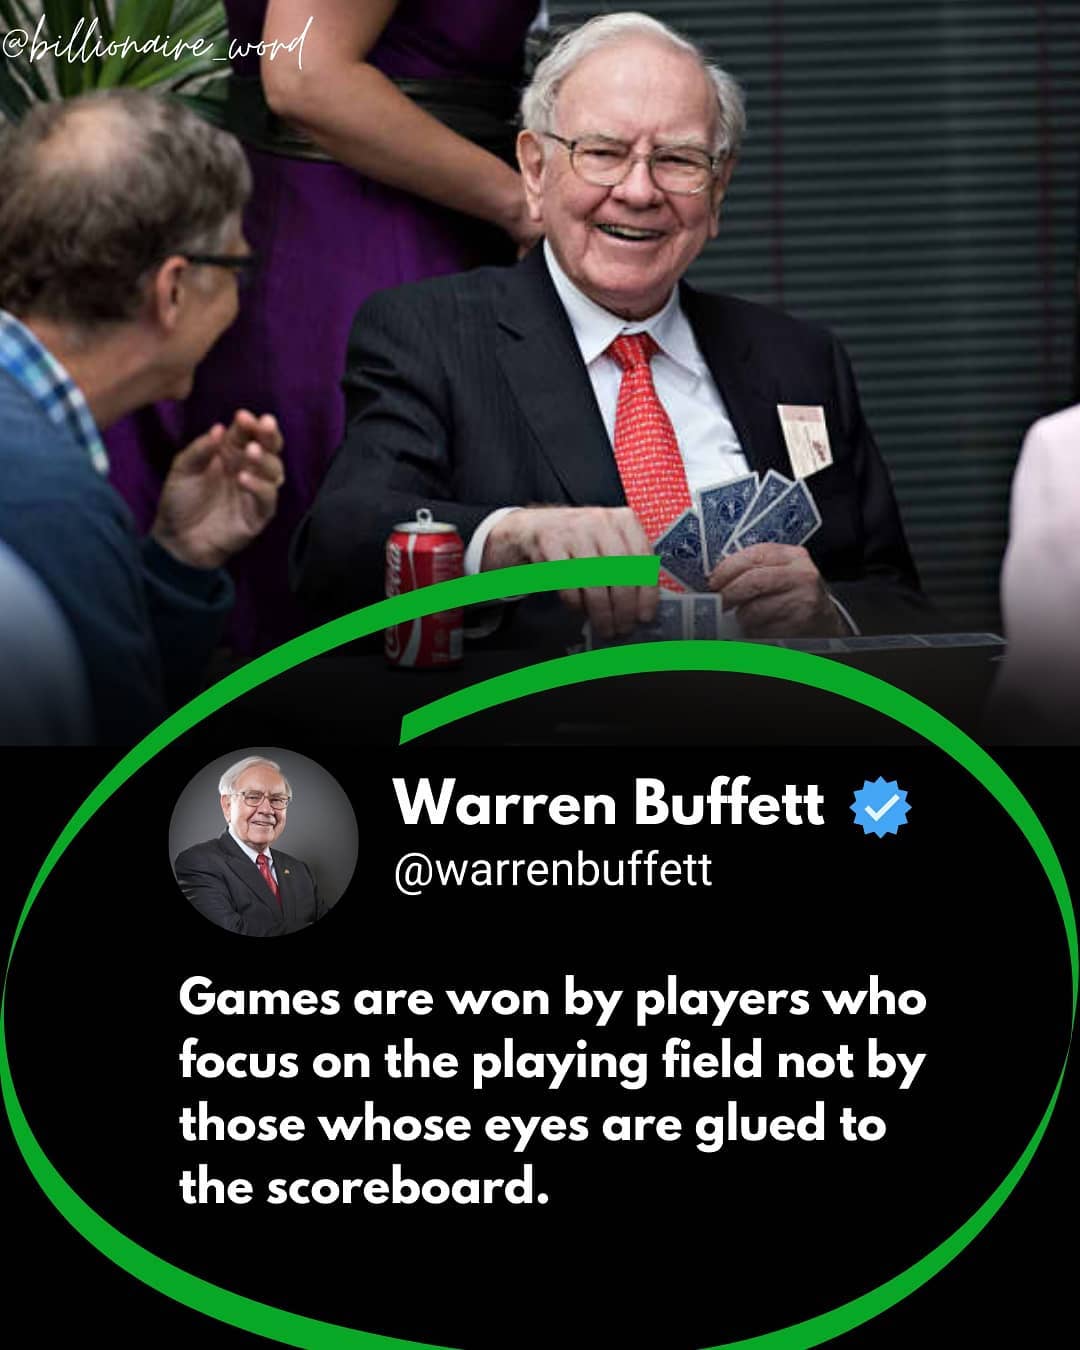 @billionaire_word
Warren Buffett
@warrenbuffett
Games are won by players who
focus on the playing field not by
those whose eyes are glued to
the scoreboard.